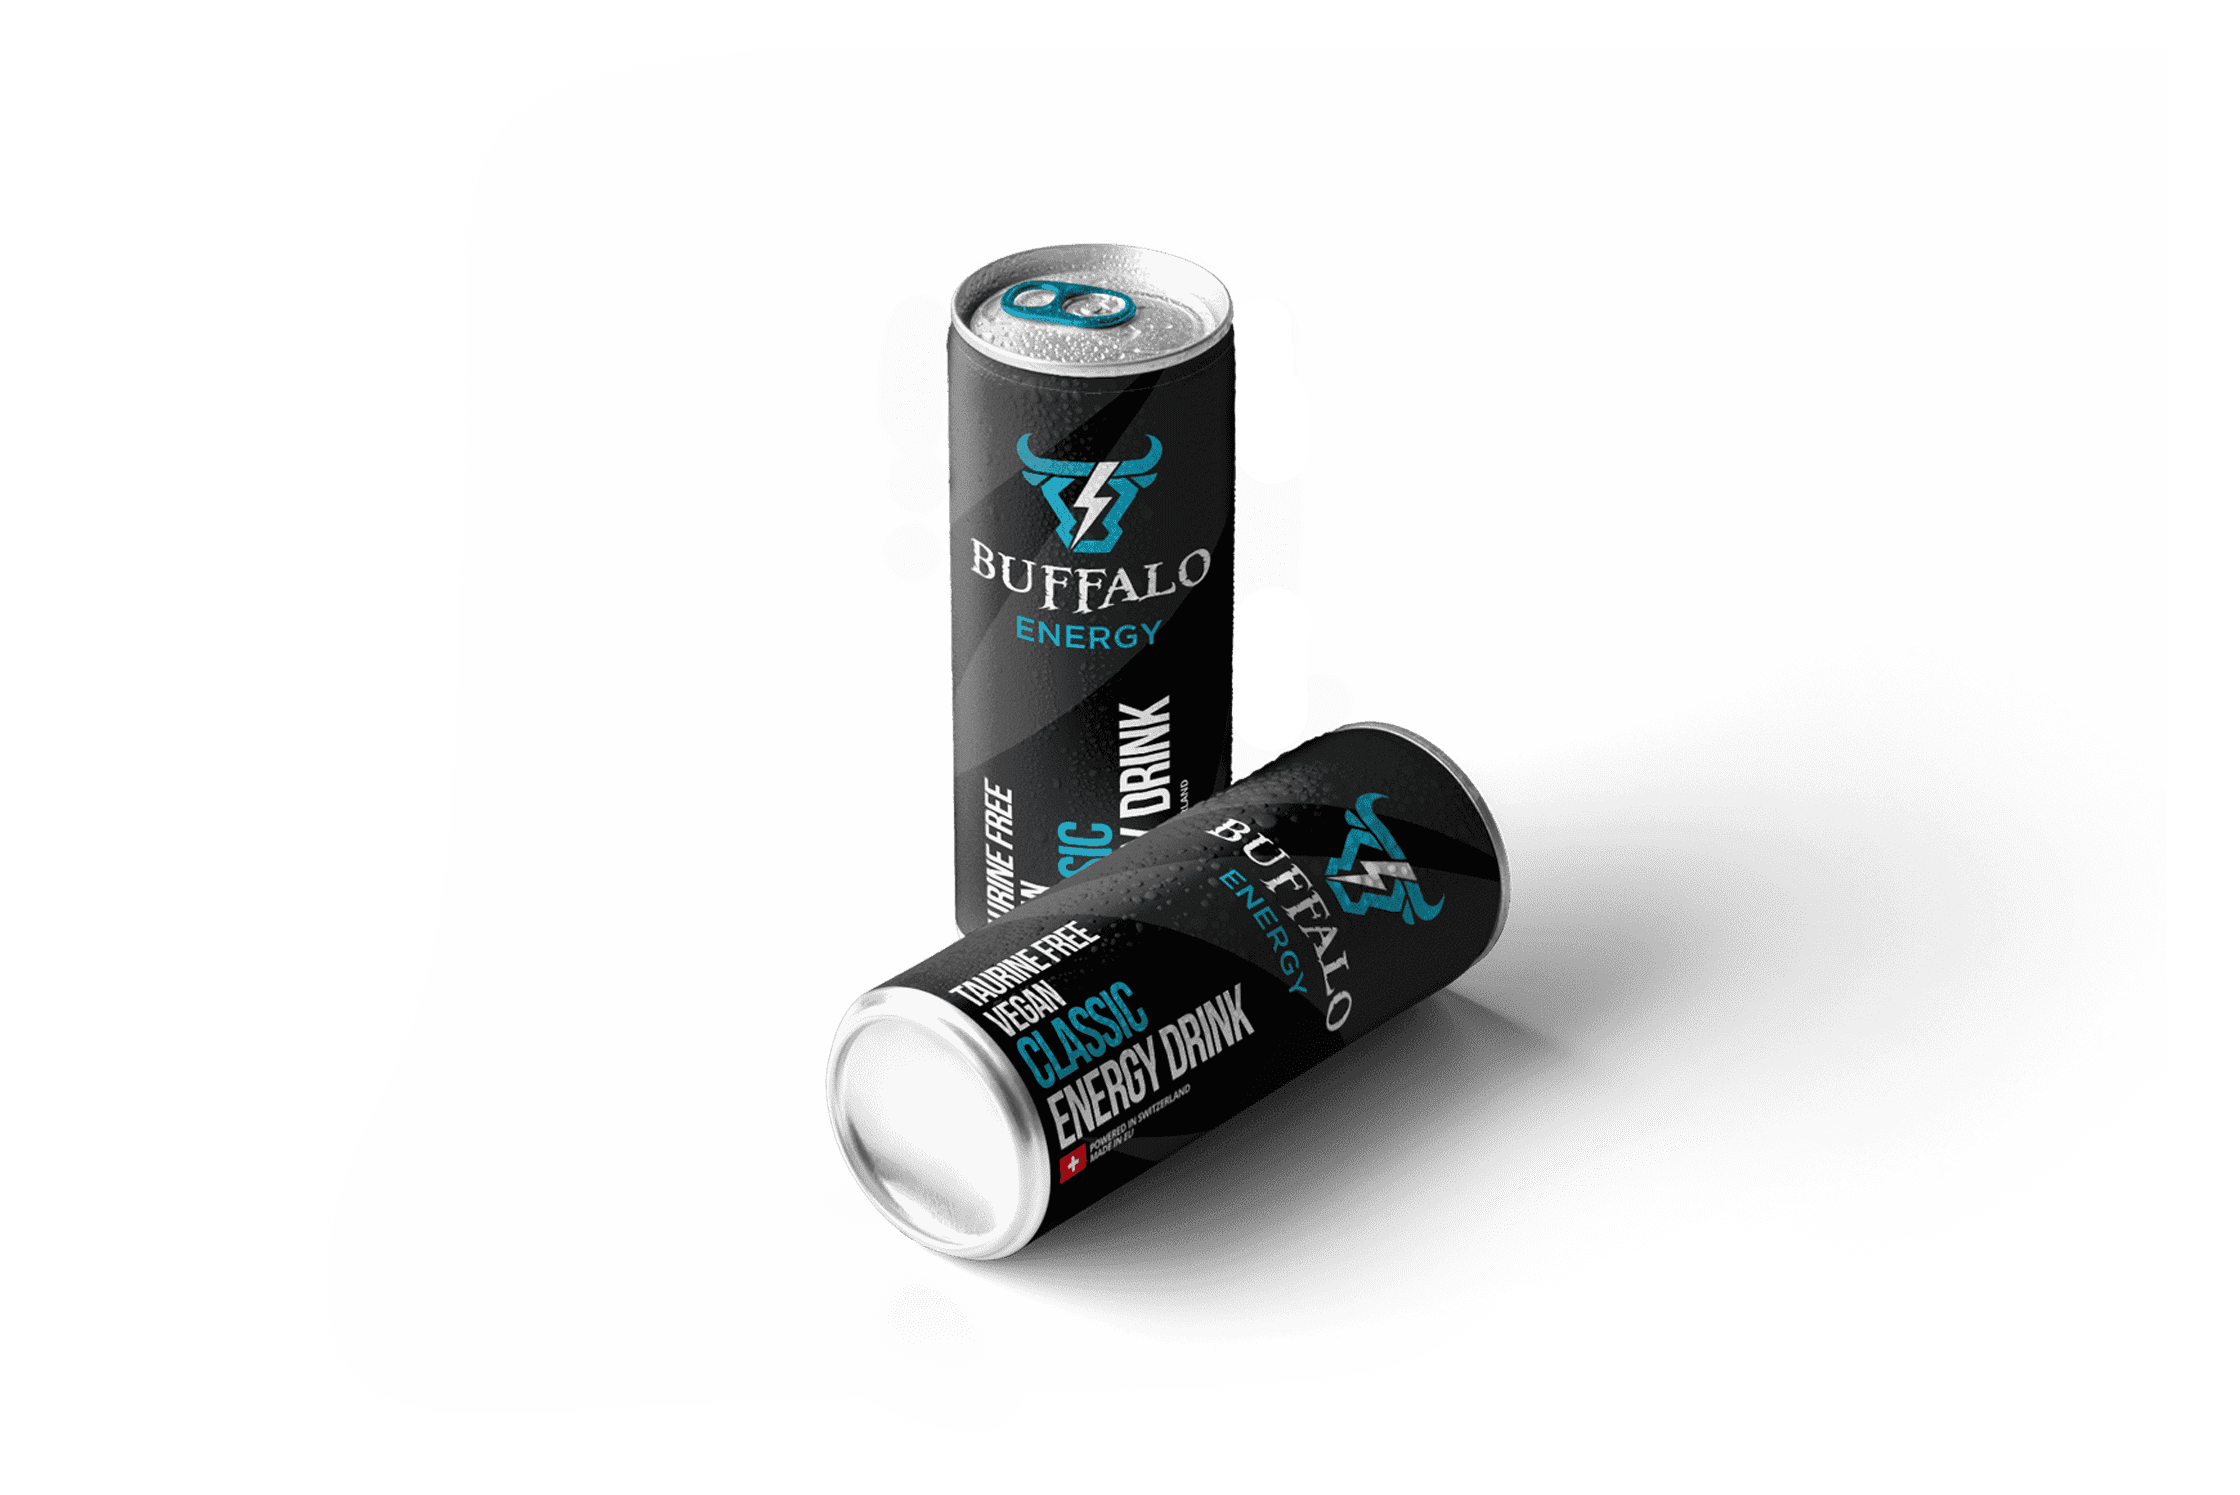 BUFFALO
ENERGY
TAURINE FREE
DRINK
BUFFALO
ENERGY
TAURINE FREE
VEGAN
CLASSIC
ENERGY DRINK
POWERED IN SWITZERLAND
MADE IN EU